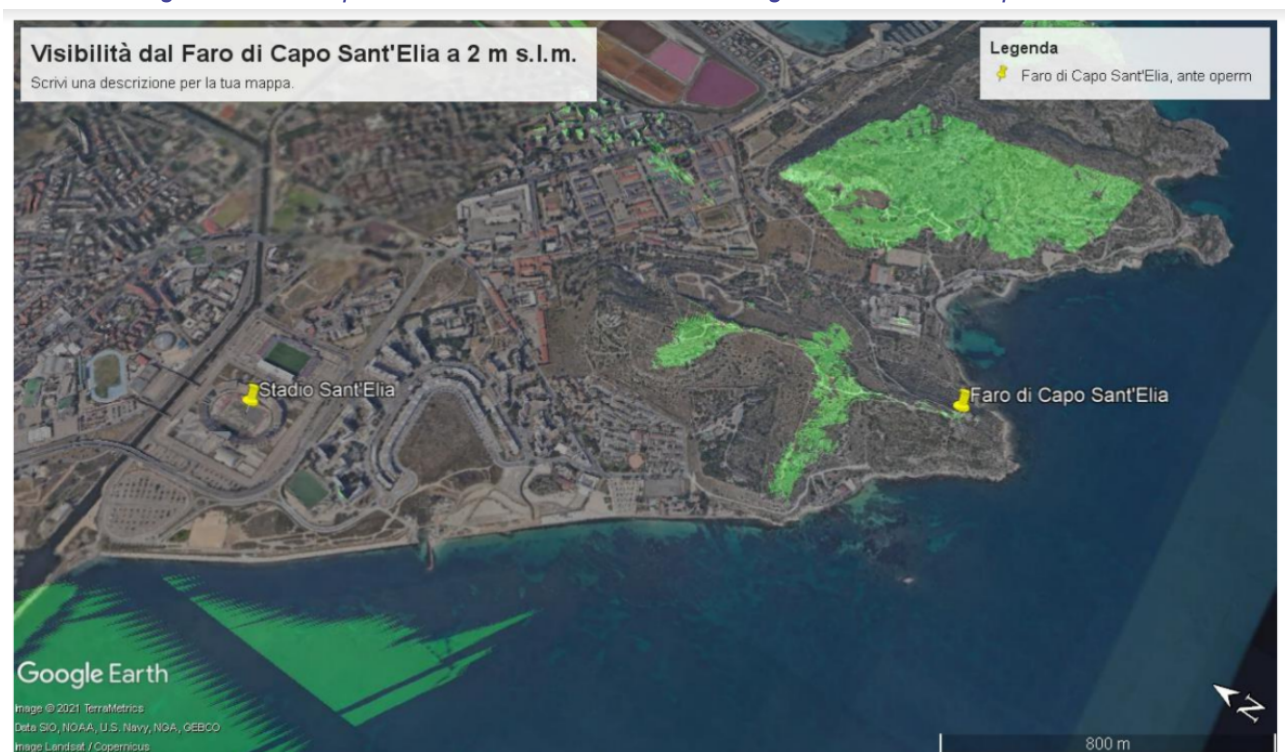 Visibilità dal Faro di Capo Sant'Elia a 2 m s.l.m.
Scrivi una descrizione per la tua mappa.
Legenda
Faro di Capo Sant'Elia, ante operm
Stadio Sant'Elia
Faro di Capo Sant'Elia
Google Earth
Image © 2021 TerraMetrics
Data SIO, NOAA, U.S. Navy, NGA, GEBCO
Image Landsat / Copernicus
N
800 m